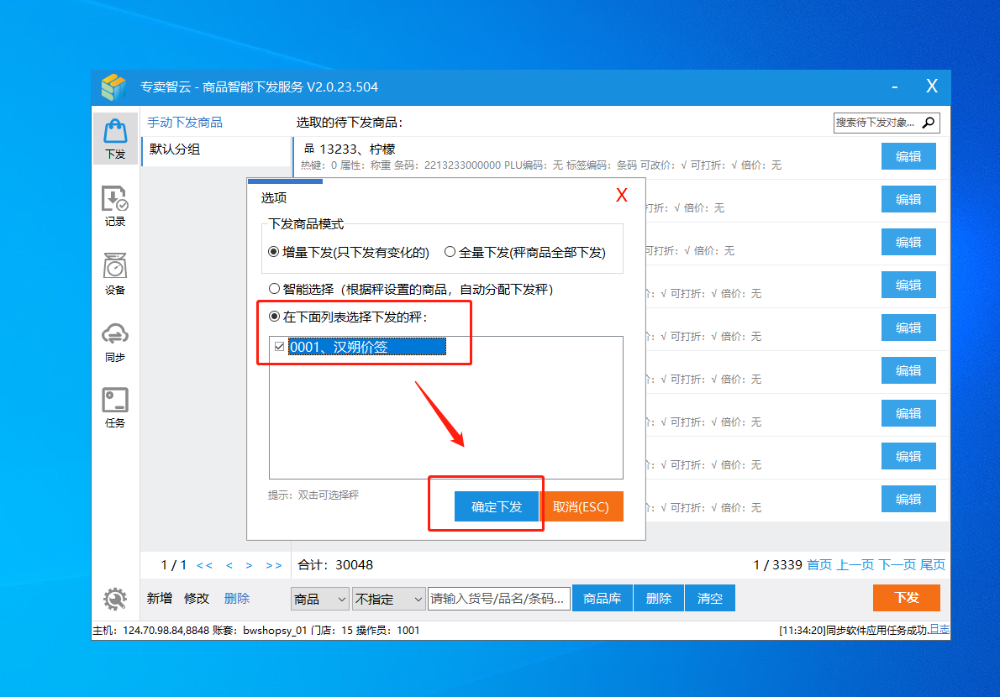 专卖智云 - 商品智能下发服务 V2.0.23.504
- X
下发
记录
设备
同步
任务
手动下发商品
默认分组
选取的待下发商品：
搜索待下发对象...
品 13233、柠檬
热键：0 属性：称重 条码：2213233000000 PLU编码：无 标签编码：条码 可改价：√ 可打折：√ 倍价：无
编辑
打折：√ 倍价：无
编辑
可打折：√ 倍价：无
编辑
：√ 可打折：√ 倍价：无
编辑
：√ 可打折：√ 倍价：无
编辑
：√ 可打折：√ 倍价：无
编辑
：√ 可打折：√ 倍价：无
编辑
：√ 可打折：√ 倍价：无
编辑
：√ 可打折：√ 倍价：无
编辑
选项
X
下发商品模式
增量下发(只下发有变化的) 全量下发(秤商品全部下发)
智能选择（根据秤设置的商品，自动分配下发秤）
在下面列表选择下发的秤：
0001、汉朔价签
提示：双击可选择秤
确定下发 取消(ESC)
1 / 1 << < > >>
合计：30048
1 / 3339 首页 上一页 下一页 尾页
新增 修改 删除
商品 不指定 请输入货号/品名/条码... 商品库 删除 清空
下发
主机：124.70.98.84,8848 账套：bwshopsy_01 门店：15 操作员：1001
[11:34:20]同步软件应用任务成功.日志